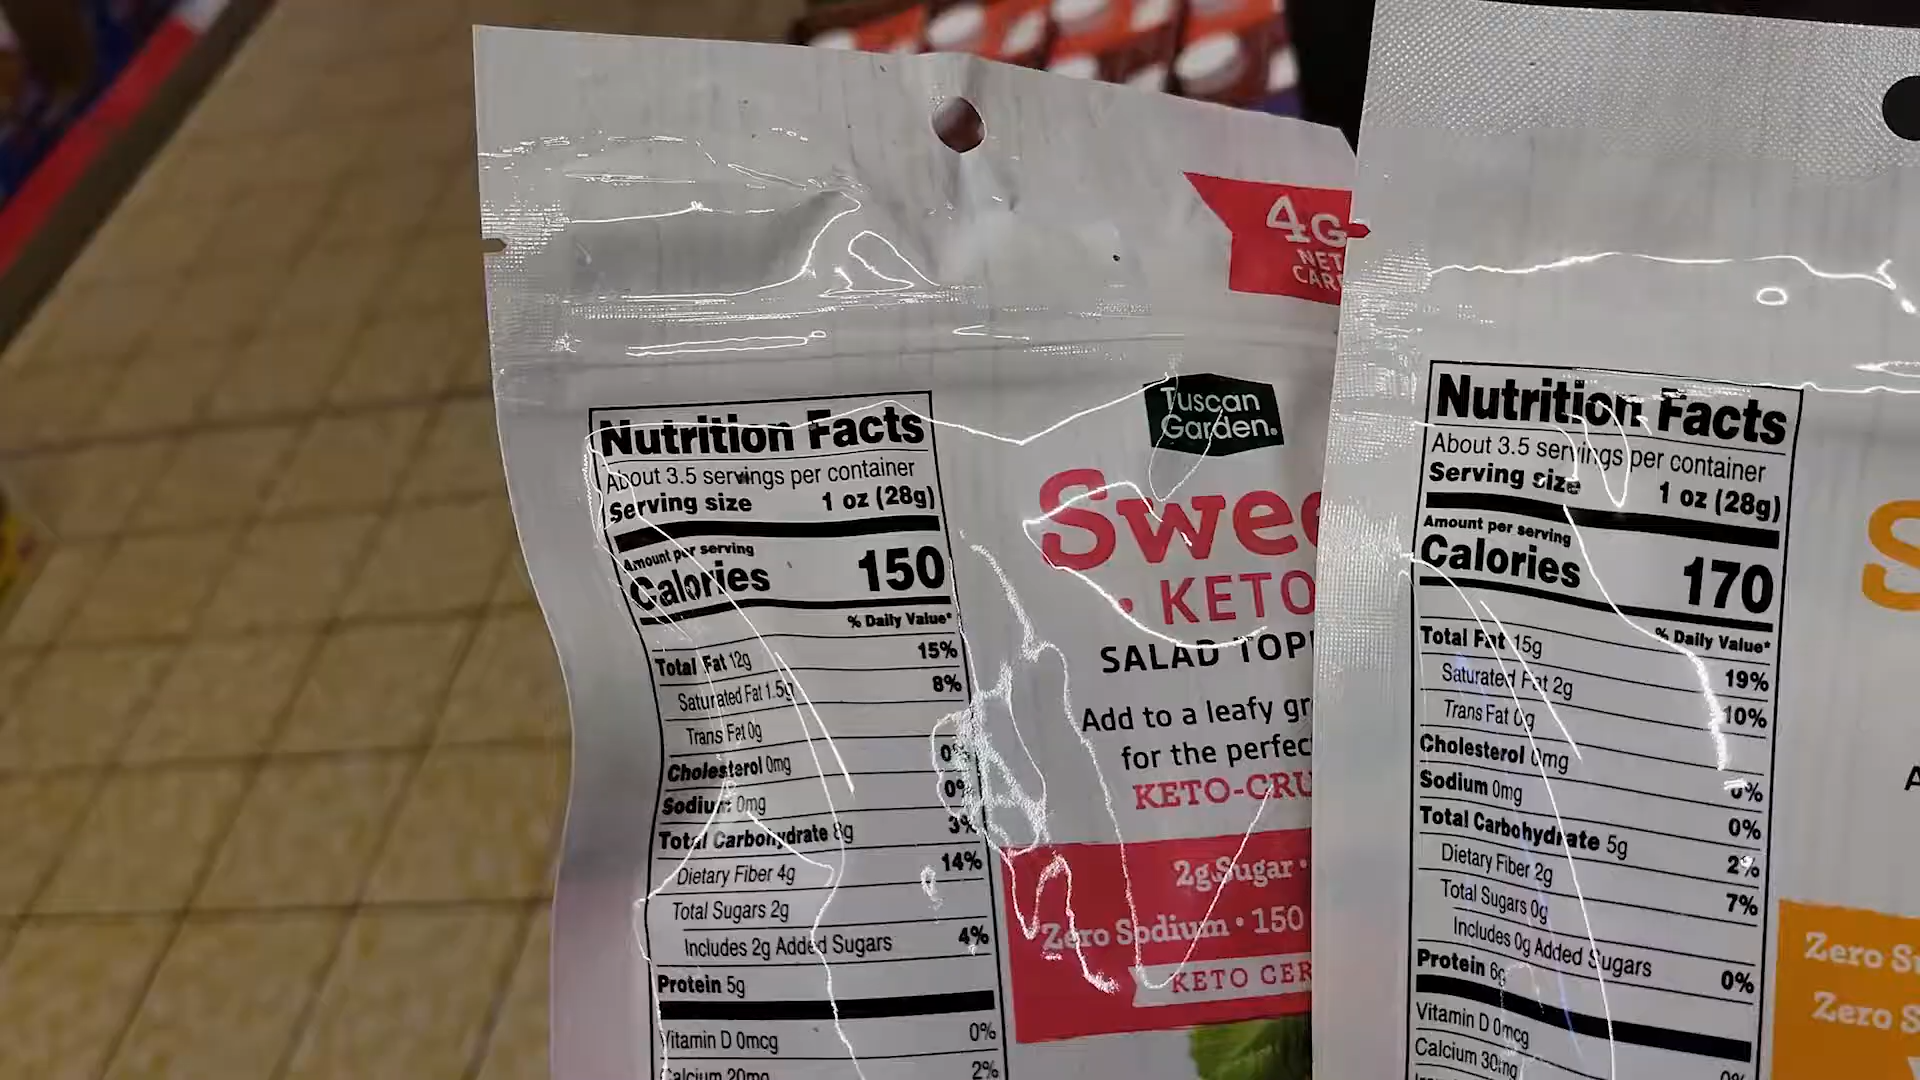 4G
NET
CAR
Tuscan
Garden.
Swee
• KETO
SALAD TOP
Add to a leafy gr
for the perfec
KETO-CRU
2g Sugar •
Zero Sodium • 150
KETO CER
Nutrition Facts
About 3.5 servings per container
Serving size 1 oz (28g)
Amount per serving
Calories 150
% Daily Value*
Total Fat 12g 15%
Saturated Fat 1.5g 8%
Trans Fat 0g
Cholesterol 0mg 0%
Sodium 0mg 0%
Total Carbohydrate 8g 3%
Dietary Fiber 4g 14%
Total Sugars 2g
Includes 2g Added Sugars 4%
Protein 5g
Vitamin D 0mcg 0%
Calcium 20mg 2%
Nutrition Facts
About 3.5 servings per container
Serving size 1 oz (28g)
Amount per serving
Calories 170
% Daily Value*
Total Fat 15g 19%
Saturated Fat 2g 10%
Trans Fat 0g
Cholesterol 0mg 0%
Sodium 0mg 0%
Total Carbohydrate 5g 2%
Dietary Fiber 2g 7%
Total Sugars 0g
Includes 0g Added Sugars 0%
Protein 6g
Vitamin D 0mcg 0%
Calcium 30mg
S
A
Zero Su
Zero S